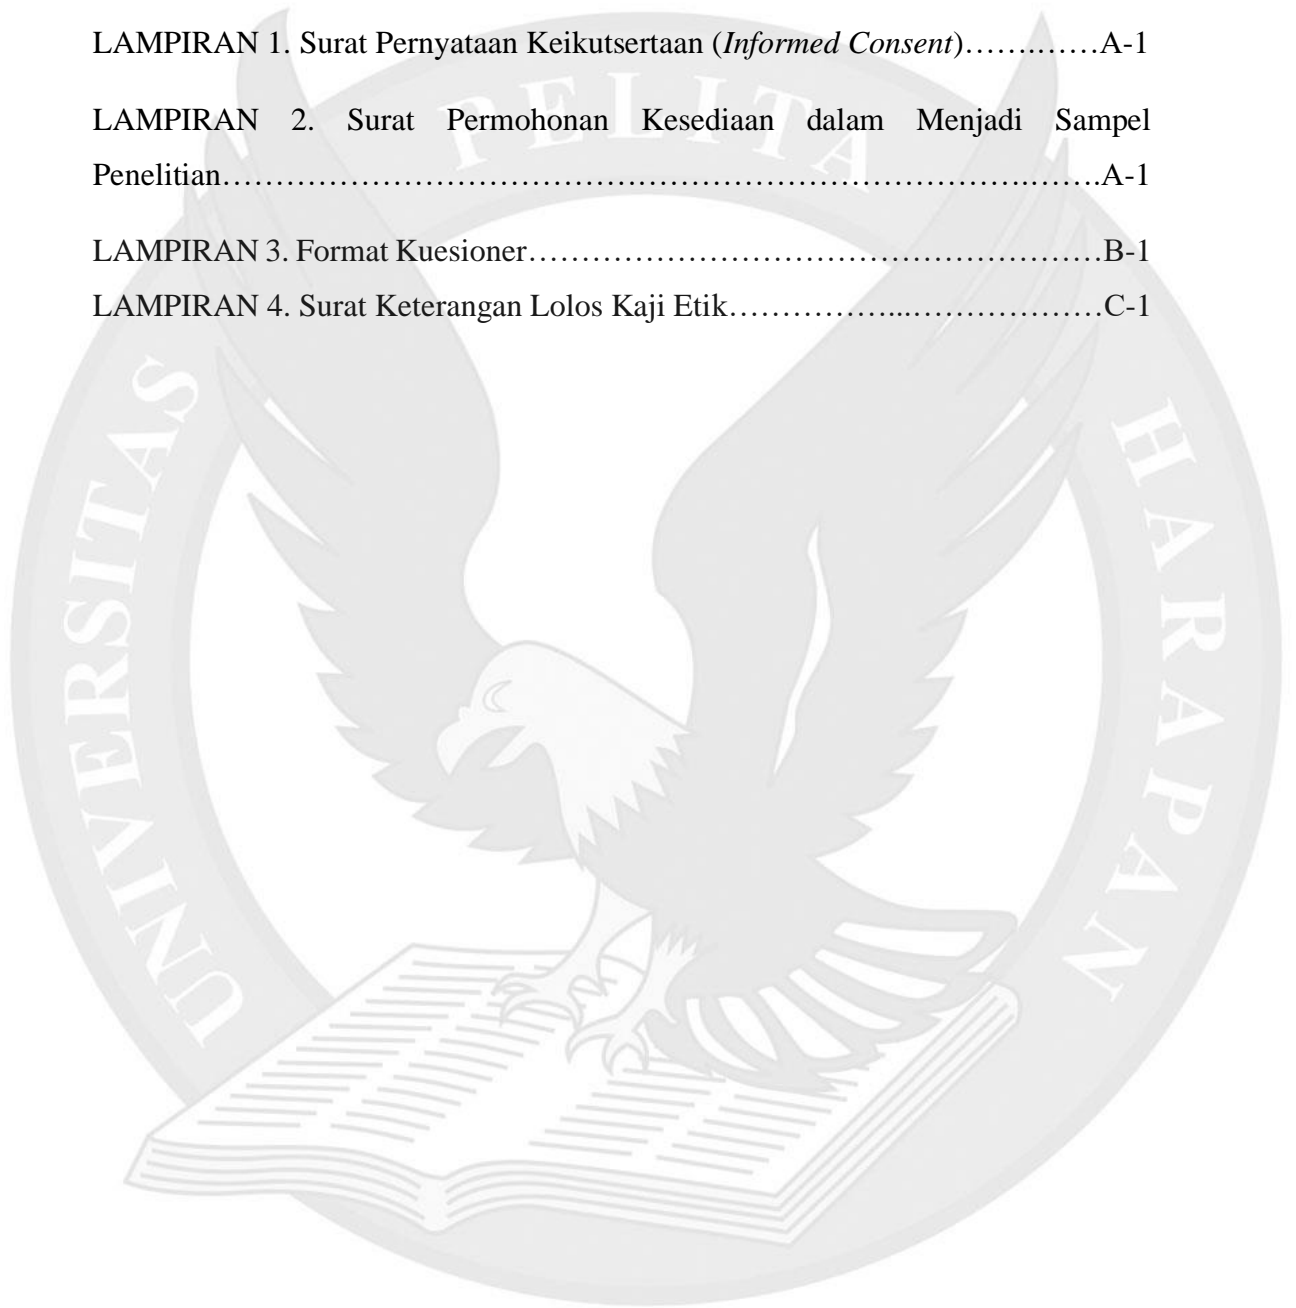 LAMPIRAN 1. Surat Pernyataan Keikutsertaan (Informed Consent)…….……A-1
LAMPIRAN 2. Surat Permohonan Kesediaan dalam Menjadi Sampel
Penelitian………………………………………………………………….…….A-1
LAMPIRAN 3. Format Kuesioner………………………………………………B-1
LAMPIRAN 4. Surat Keterangan Lolos Kaji Etik……………...………………C-1
UNIVERSITAS PELITA HARAPAN